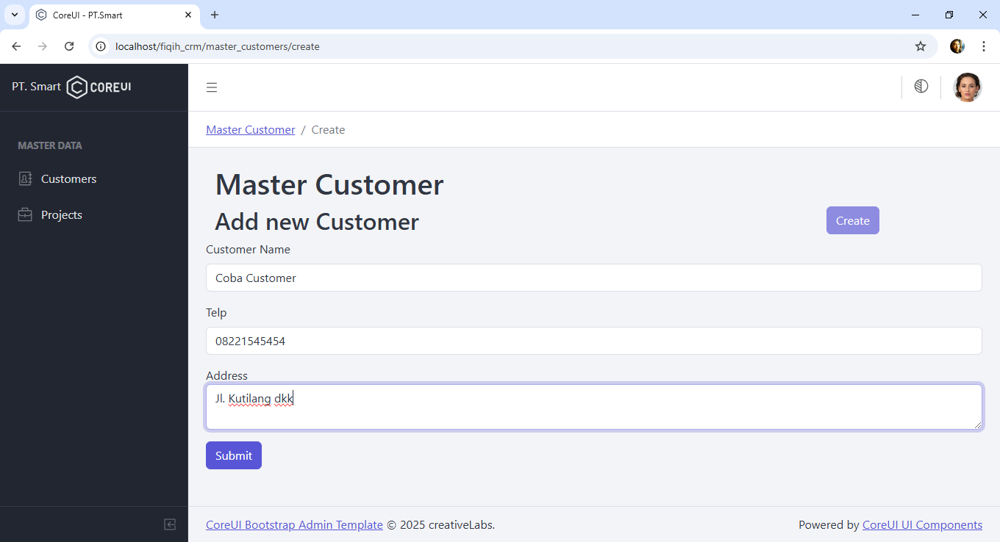 CoreUI - PT.Smart
localhost/fiqih_crm/master_customers/create
PT. Smart COREUI
Master Customer / Create
MASTER DATA
Customers
Projects
Master Customer
Add new Customer
Create
Customer Name
Coba Customer
Telp
08221545454
Address
Jl. Kutilang dkk
Submit
CoreUI Bootstrap Admin Template © 2025 creativeLabs.
Powered by CoreUI UI Components